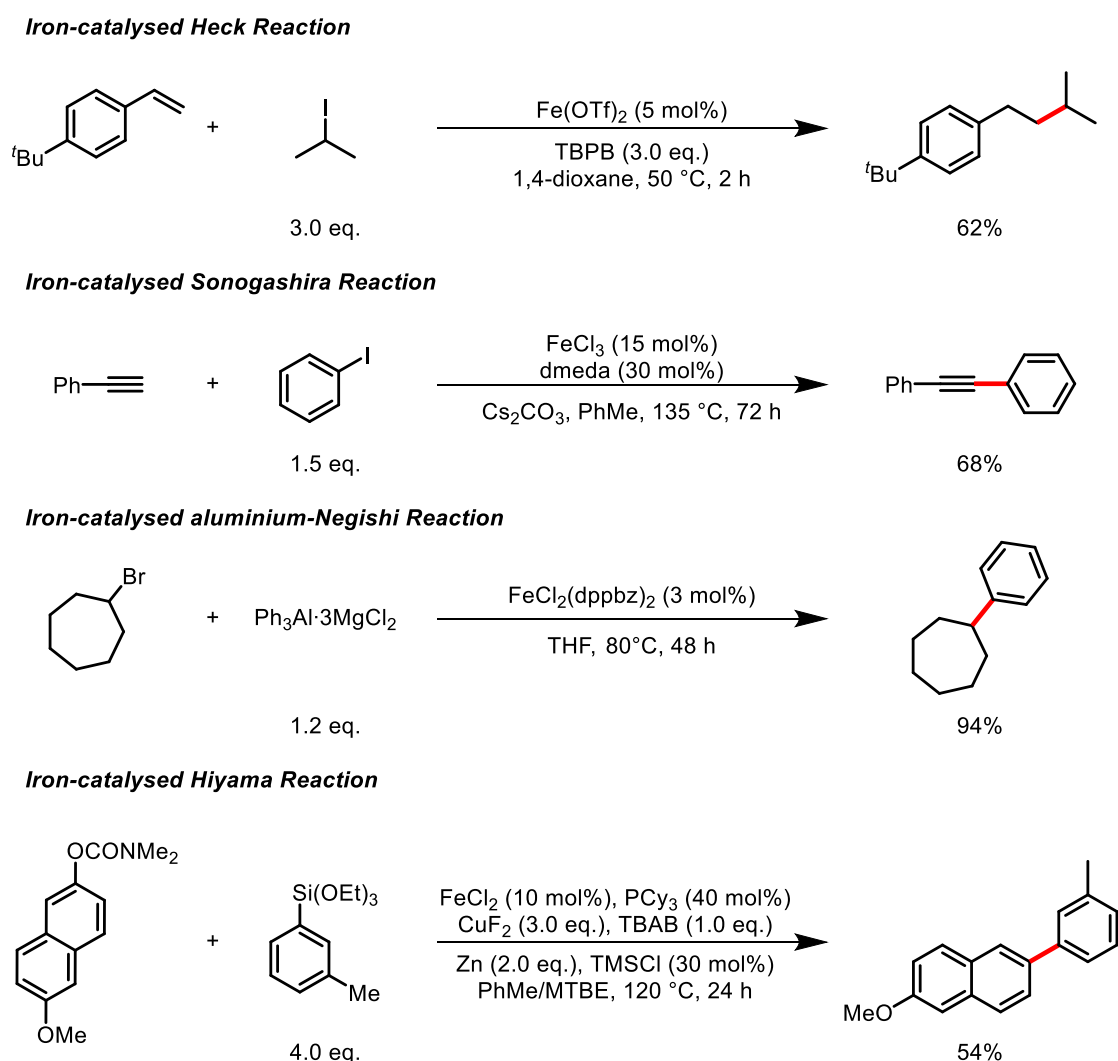 Iron-catalysed Heck Reaction
ᵗBu
+
I
3.0 eq.
Fe(OTf)₂ (5 mol%)
TBPB (3.0 eq.)
1,4-dioxane, 50 °C, 2 h
ᵗBu
62%
Iron-catalysed Sonogashira Reaction
Ph
+
I
1.5 eq.
FeCl₃ (15 mol%)
dmeda (30 mol%)
Cs₂CO₃, PhMe, 135 °C, 72 h
Ph
68%
Iron-catalysed aluminium-Negishi Reaction
Br
+
Ph₃Al·3MgCl₂
1.2 eq.
FeCl₂(dppbz)₂ (3 mol%)
THF, 80°C, 48 h
94%
Iron-catalysed Hiyama Reaction
OCONMe₂
OMe
+
Si(OEt)₃
Me
4.0 eq.
FeCl₂ (10 mol%), PCy₃ (40 mol%)
CuF₂ (3.0 eq.), TBAB (1.0 eq.)
Zn (2.0 eq.), TMSCl (30 mol%)
PhMe/MTBE, 120 °C, 24 h
MeO
54%